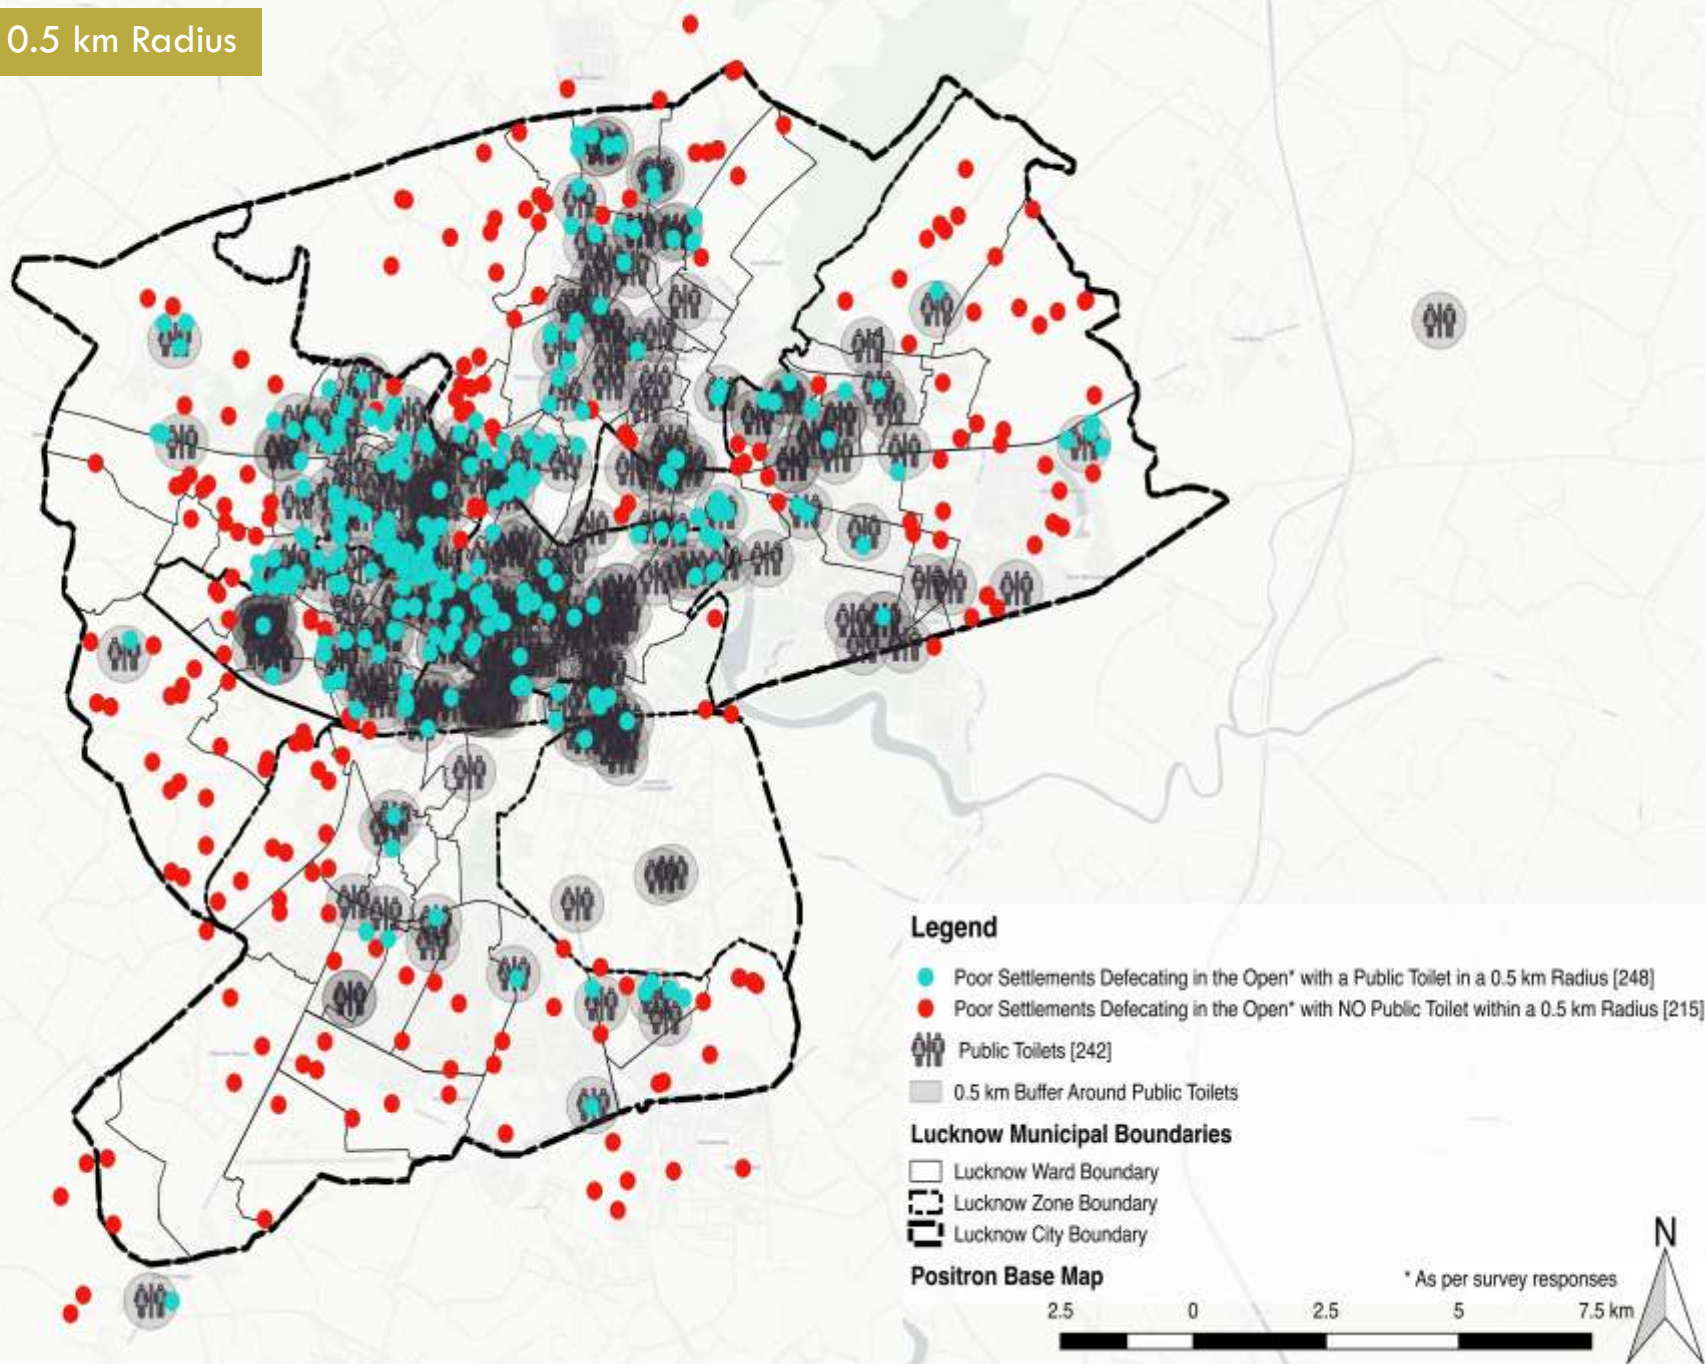 0.5 km Radius
Legend
Poor Settlements Defecating in the Open* with a Public Toilet in a 0.5 km Radius [248]
Poor Settlements Defecating in the Open* with NO Public Toilet within a 0.5 km Radius [215]
Public Toilets [242]
0.5 km Buffer Around Public Toilets
Lucknow Municipal Boundaries
Lucknow Ward Boundary
Lucknow Zone Boundary
Lucknow City Boundary
Positron Base Map
* As per survey responses
N
2.5 0 2.5 5 7.5 km